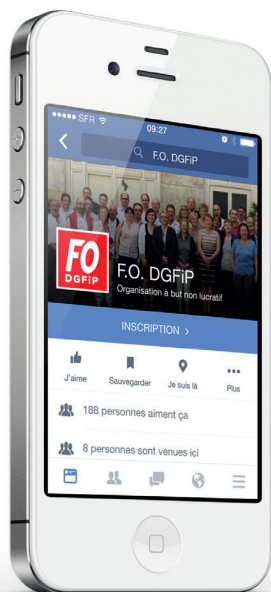 SFR
09:27
F.O. DGFiP
FO
DGFiP
F.O. DGFiP
Organisation à but non lucratif
INSCRIPTION >
J'aime
Sauvegarder
Je suis là
Plus
188 personnes aiment ça
8 personnes sont venues ici